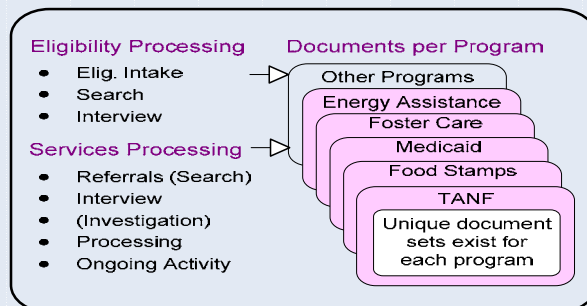 Eligibility Processing
• Elig. Intake
• Search
• Interview
Services Processing
• Referrals (Search)
• Interview
• (Investigation)
• Processing
• Ongoing Activity
Documents per Program
Other Programs
Energy Assistance
Foster Care
Medicaid
Food Stamps
TANF
Unique document
sets exist for
each program